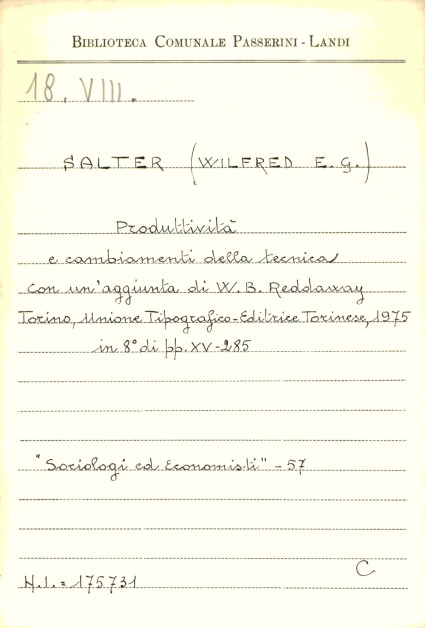 BIBLIOTECA COMUNALE PASSERINI - LANDI
18. VIII.
SALTER (WILFRED E. G.)
Produttività
e cambiamenti della tecnica
con un'aggiunta di W. B. Reddaway
Torino, Unione Tipografico-Editrice Torinese, 1975
in 8° di pp. XV-285
"Sociologi ed Economisti" - 57
C
N.I. = 175731